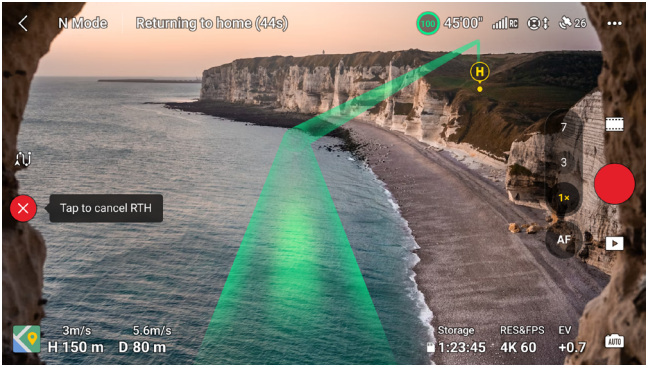 N Mode
Returning to home (44s)
100
45'00"
RC
26
H
7
3
1×
AF
Tap to cancel RTH
3m/s
5.6m/s
H 150 m
D 80 m
Storage
RES&FPS
EV
1:23:45
4K 60
+0.7
AUTO